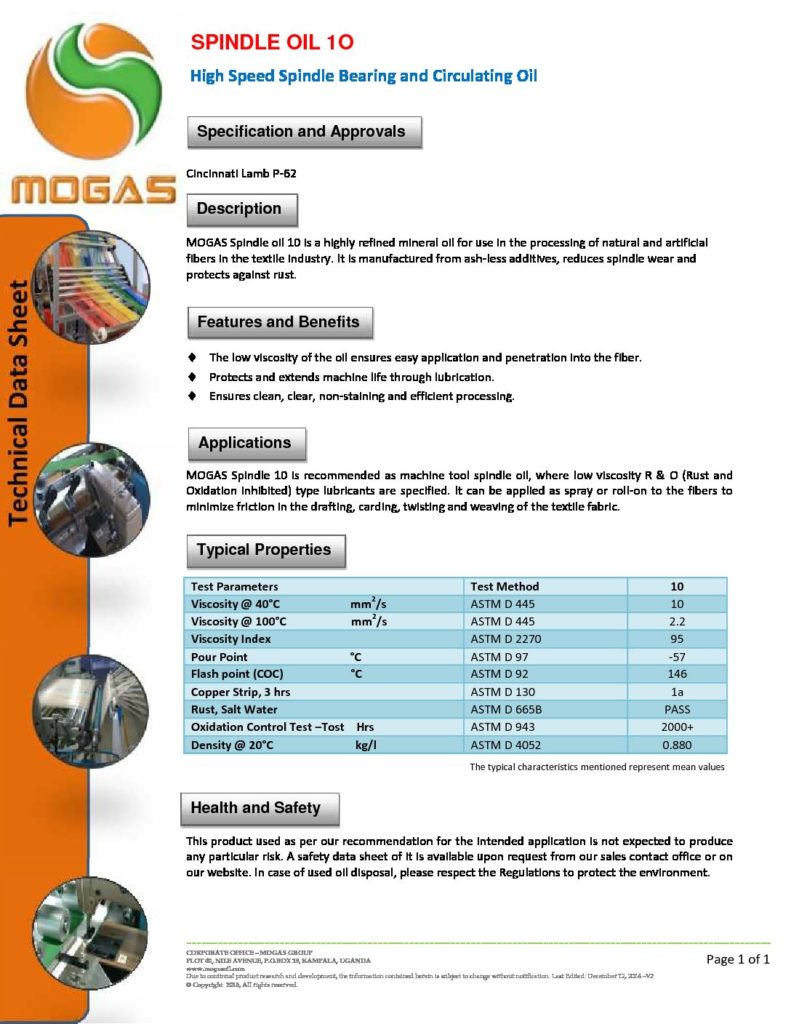 MOGAS
Technical Data Sheet
SPINDLE OIL 1O
High Speed Spindle Bearing and Circulating Oil
Specification and Approvals
Cincinnati Lamb P-62
Description
MOGAS Spindle oil 10 is a highly refined mineral oil for use in the processing of natural and artificial
fibers in the textile industry. It is manufactured from ash-less additives, reduces spindle wear and
protects against rust.
Features and Benefits
♦ The low viscosity of the oil ensures easy application and penetration into the fiber.
♦ Protects and extends machine life through lubrication.
♦ Ensures clean, clear, non-staining and efficient processing.
Applications
MOGAS Spindle 10 is recommended as machine tool spindle oil, where low viscosity R & O (Rust and
Oxidation Inhibited) type lubricants are specified. It can be applied as spray or roll-on to the fibers to
minimize friction in the drafting, carding, twisting and weaving of the textile fabric.
Typical Properties
Test Parameters Test Method 10
Viscosity @ 40°C mm²/s ASTM D 445 10
Viscosity @ 100°C mm²/s ASTM D 445 2.2
Viscosity Index ASTM D 2270 95
Pour Point °C ASTM D 97 -57
Flash point (COC) °C ASTM D 92 146
Copper Strip, 3 hrs ASTM D 130 1a
Rust, Salt Water ASTM D 665B PASS
Oxidation Control Test –Tost Hrs ASTM D 943 2000+
Density @ 20°C kg/l ASTM D 4052 0.880
The typical characteristics mentioned represent mean values
Health and Safety
This product used as per our recommendation for the intended application is not expected to produce
any particular risk. A safety data sheet of it is available upon request from our sales contact office or on
our website. In case of used oil disposal, please respect the Regulations to protect the environment.
CORPORATE OFFICE – MOGAS GROUP
NILE AVENUE, KAMPALA, UGANDA
Due to continual product research and development, the information contained herein is subject to change without notification. Last Edited: December 12, 2016 –V2
© Copyright 2016, All rights reserved.
Page 1 of 1